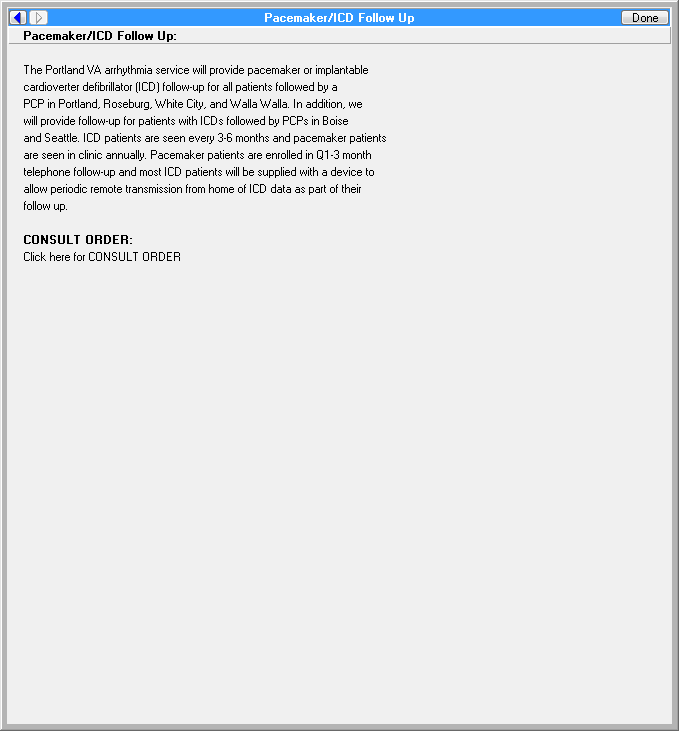 Pacemaker/ICD Follow Up
Done
Pacemaker/ICD Follow Up:
The Portland VA arrhythmia service will provide pacemaker or implantable
cardioverter defibrillator (ICD) follow-up for all patients followed by a
PCP in Portland, Roseburg, White City, and Walla Walla. In addition, we
will provide follow-up for patients with ICDs followed by PCPs in Boise
and Seattle. ICD patients are seen every 3-6 months and pacemaker patients
are seen in clinic annually. Pacemaker patients are enrolled in Q1-3 month
telephone follow-up and most ICD patients will be supplied with a device to
allow periodic remote transmission from home of ICD data as part of their
follow up.
CONSULT ORDER:
Click here for CONSULT ORDER